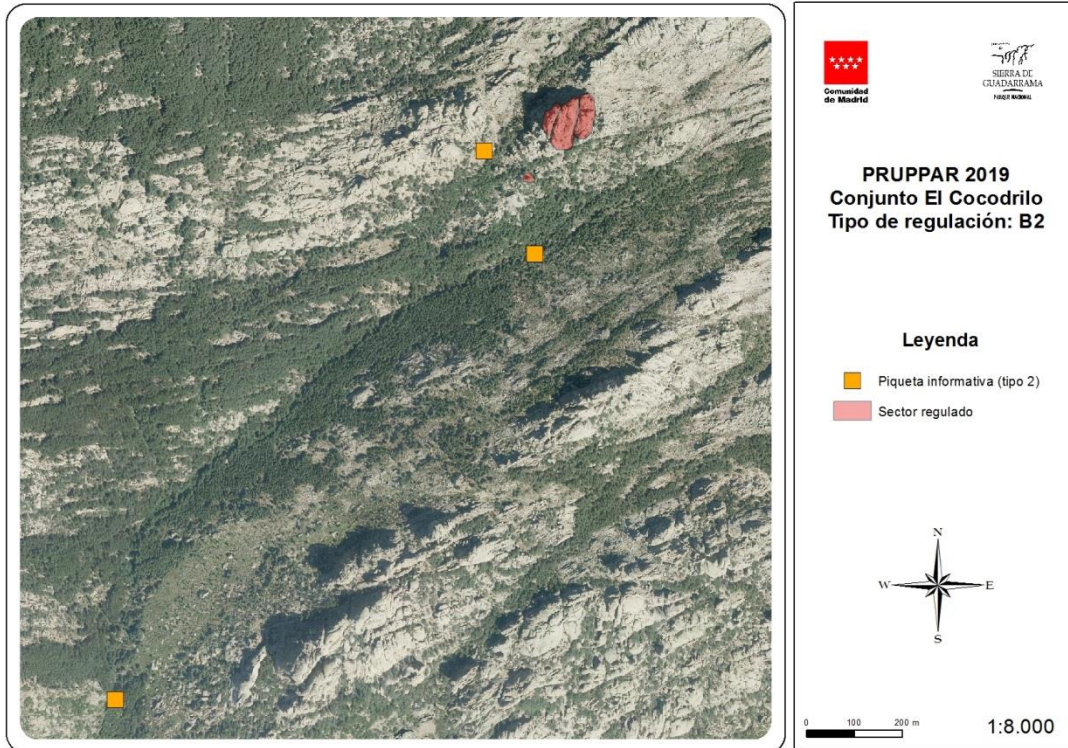 Comunidad
de Madrid
SIERRA DE
GUADARRAMA
PARQUE NACIONAL
PRUPPAR 2019
Conjunto El Cocodrilo
Tipo de regulación: B2
Leyenda
Piqueta informativa (tipo 2)
Sector regulado
N
W E
S
0 100 200 m
1:8.000